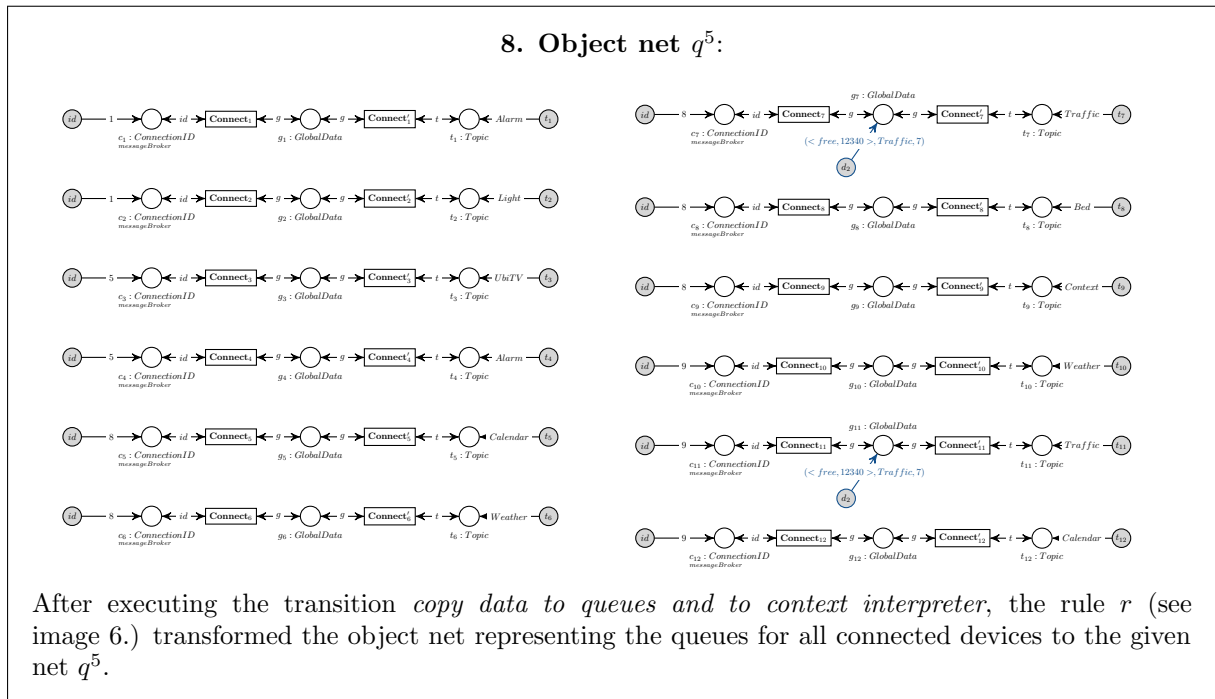 8. Object net q⁵:
id 1 id Connect₁ g g Connect′₁ t Alarm t₁
c₁ : ConnectionID g₁ : GlobalData t₁ : Topic
messageBroker
id 1 id Connect₂ g g Connect′₂ t Light t₂
c₂ : ConnectionID g₂ : GlobalData t₂ : Topic
messageBroker
id 5 id Connect₃ g g Connect′₃ t UbiTV t₃
c₃ : ConnectionID g₃ : GlobalData t₃ : Topic
messageBroker
id 5 id Connect₄ g g Connect′₄ t Alarm t₄
c₄ : ConnectionID g₄ : GlobalData t₄ : Topic
messageBroker
id 8 id Connect₅ g g Connect′₅ t Calendar t₅
c₅ : ConnectionID g₅ : GlobalData t₅ : Topic
messageBroker
id 8 id Connect₆ g g Connect′₆ t Weather t₆
c₆ : ConnectionID g₆ : GlobalData t₆ : Topic
messageBroker
g₇ : GlobalData
id 8 id Connect₇ g g Connect′₇ t Traffic t₇
c₇ : ConnectionID t₇ : Topic
messageBroker
(< free, 12340 >, Traffic, 7)
d₂
id 8 id Connect₈ g g Connect′₈ t Bed t₈
c₈ : ConnectionID g₈ : GlobalData t₈ : Topic
messageBroker
id 8 id Connect₉ g g Connect′₉ t Context t₉
c₉ : ConnectionID g₉ : GlobalData t₉ : Topic
messageBroker
id 9 id Connect₁₀ g g Connect′₁₀ t Weather t₁₀
c₁₀ : ConnectionID g₁₀ : GlobalData t₁₀ : Topic
messageBroker
g₁₁ : GlobalData
id 9 id Connect₁₁ g g Connect′₁₁ t Traffic t₁₁
c₁₁ : ConnectionID t₁₁ : Topic
messageBroker
(< free, 12340 >, Traffic, 7)
d₂
id 9 id Connect₁₂ g g Connect′₁₂ t Calendar t₁₂
c₁₂ : ConnectionID g₁₂ : GlobalData t₁₂ : Topic
messageBroker
After executing the transition copy data to queues and to context interpreter, the rule r (see
image 6.) transformed the object net representing the queues for all connected devices to the given
net q⁵.